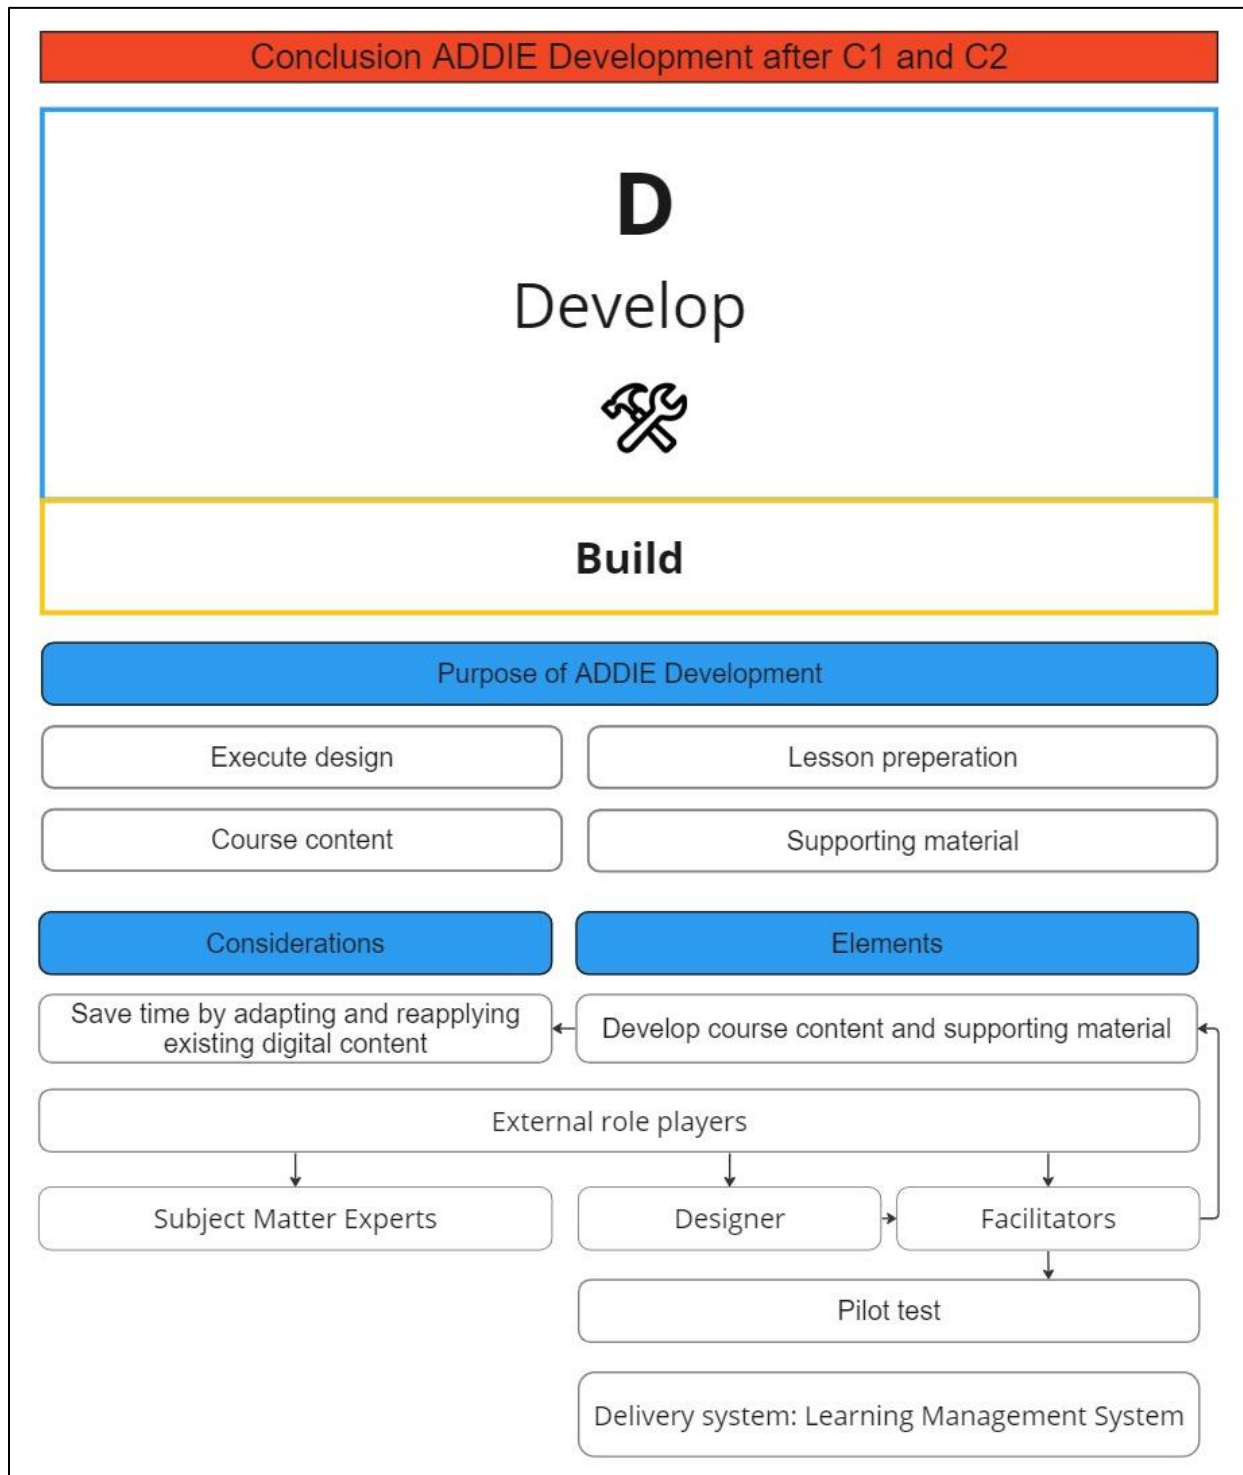 Conclusion ADDIE Development after C1 and C2
D
Develop
Build
Purpose of ADDIE Development
Execute design
Lesson preperation
Course content
Supporting material
Considerations
Elements
Save time by adapting and reapplying
existing digital content
Develop course content and supporting material
External role players
Subject Matter Experts
Designer
Facilitators
Pilot test
Delivery system: Learning Management System